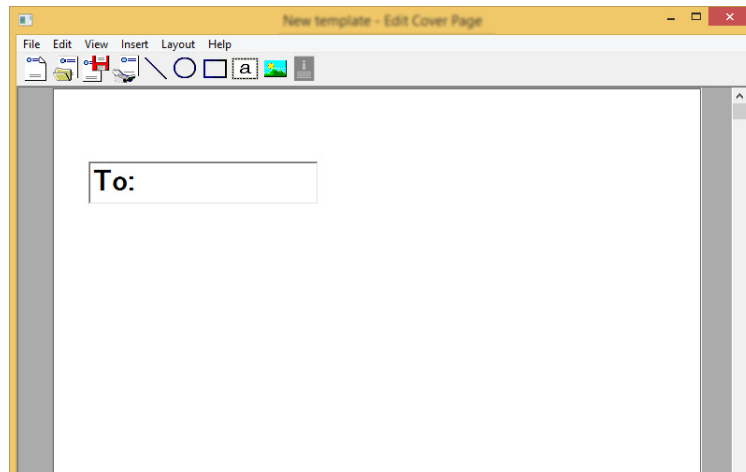 New template - Edit Cover Page
File Edit View Insert Layout Help
a
i
To: